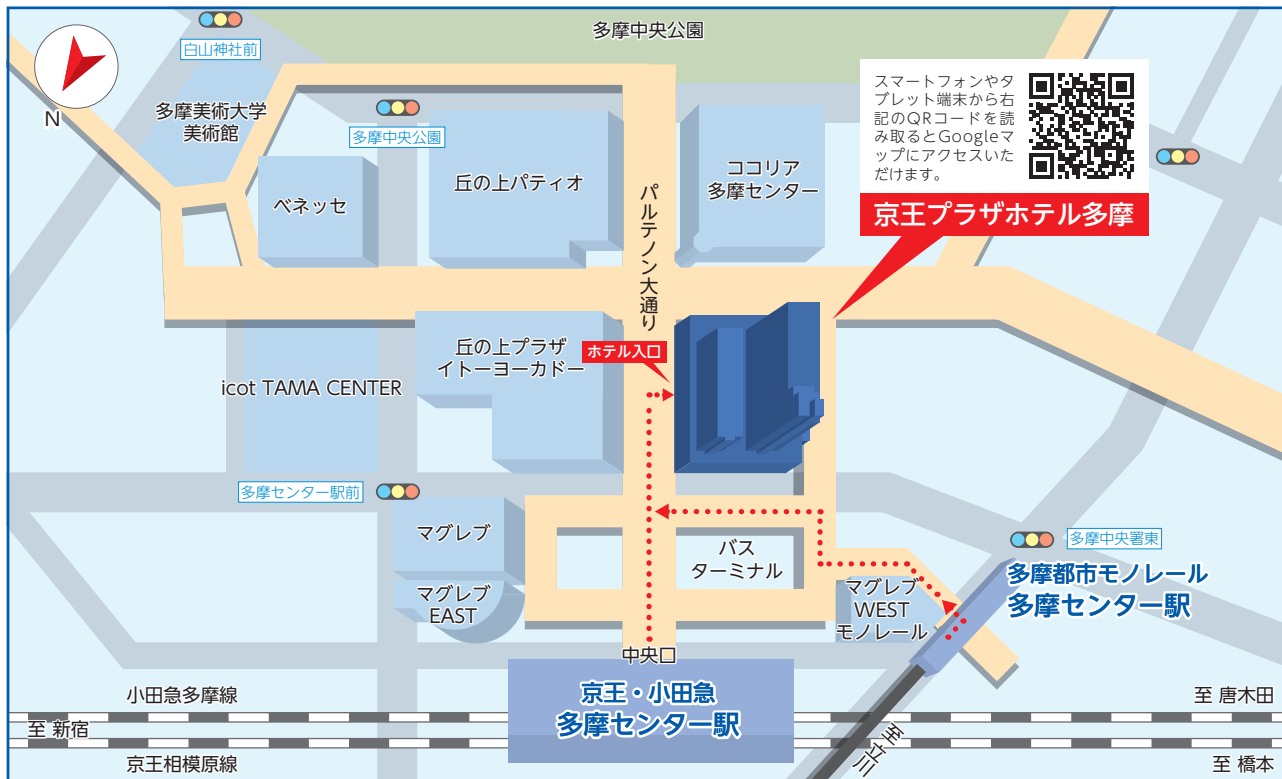 多摩中央公園
白山神社前
N
多摩美術大学
美術館
多摩中央公園
ベネッセ
丘の上パティオ
パルテノン大通り
ココリア
多摩センター
スマートフォンやタ
ブレット端末から右
記のQRコードを読
み取るとGoogleマ
ップにアクセスいた
だけます。
京王プラザホテル多摩
丘の上プラザ
イトーヨーカドー
ホテル入口
icot TAMA CENTER
多摩センター駅前
マグレブ
マグレブ
EAST
バス
ターミナル
マグレブ
WEST
モノレール
多摩中央署東
多摩都市モノレール
多摩センター駅
中央口
京王・小田急
多摩センター駅
小田急多摩線
至 新宿
京王相模原線
至 唐木田
至 橋本
至 立川